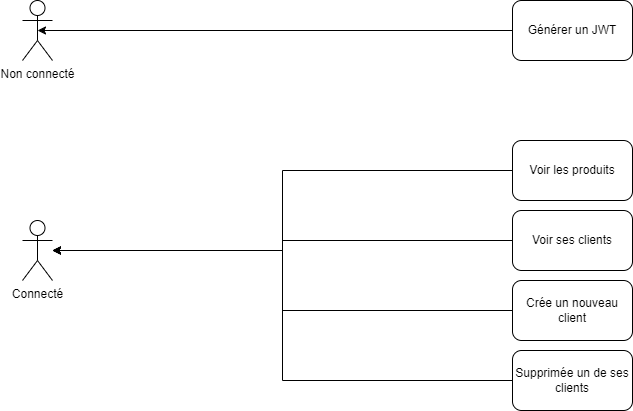 Générer un JWT
Non connecté
Voir les produits
Voir ses clients
Connecté
Crée un nouveau
client
Supprimée un de ses
clients